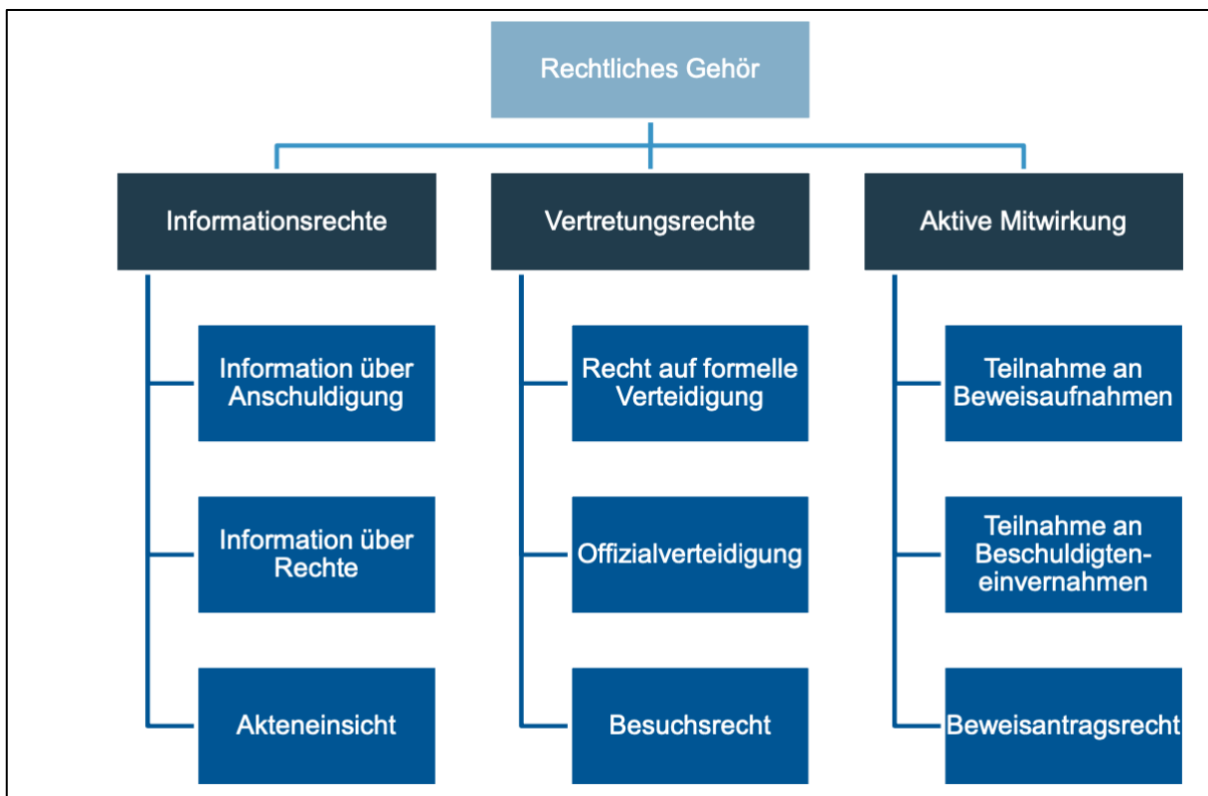 Rechtliches Gehör
Informationsrechte
Vertretungsrechte
Aktive Mitwirkung
Information über
Anschuldigung
Recht auf formelle
Verteidigung
Teilnahme an
Beweisaufnahmen
Information über
Rechte
Offizialverteidigung
Teilnahme an
Beschuldigten-
einvernahmen
Akteneinsicht
Besuchsrecht
Beweisantragsrecht